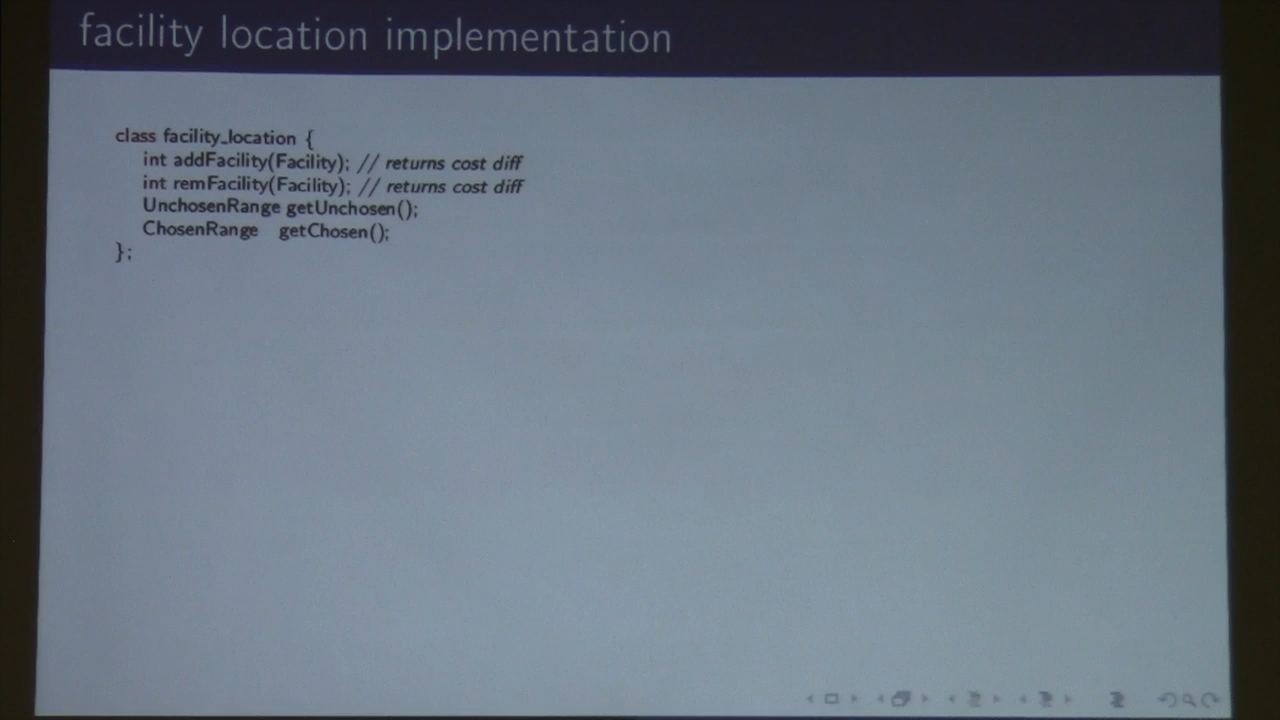 facility location implementation
class facility_location {
int addFacility(Facility); // returns cost diff
int remFacility(Facility); // returns cost diff
UnchosenRange getUnchosen();
ChosenRange getChosen();
};